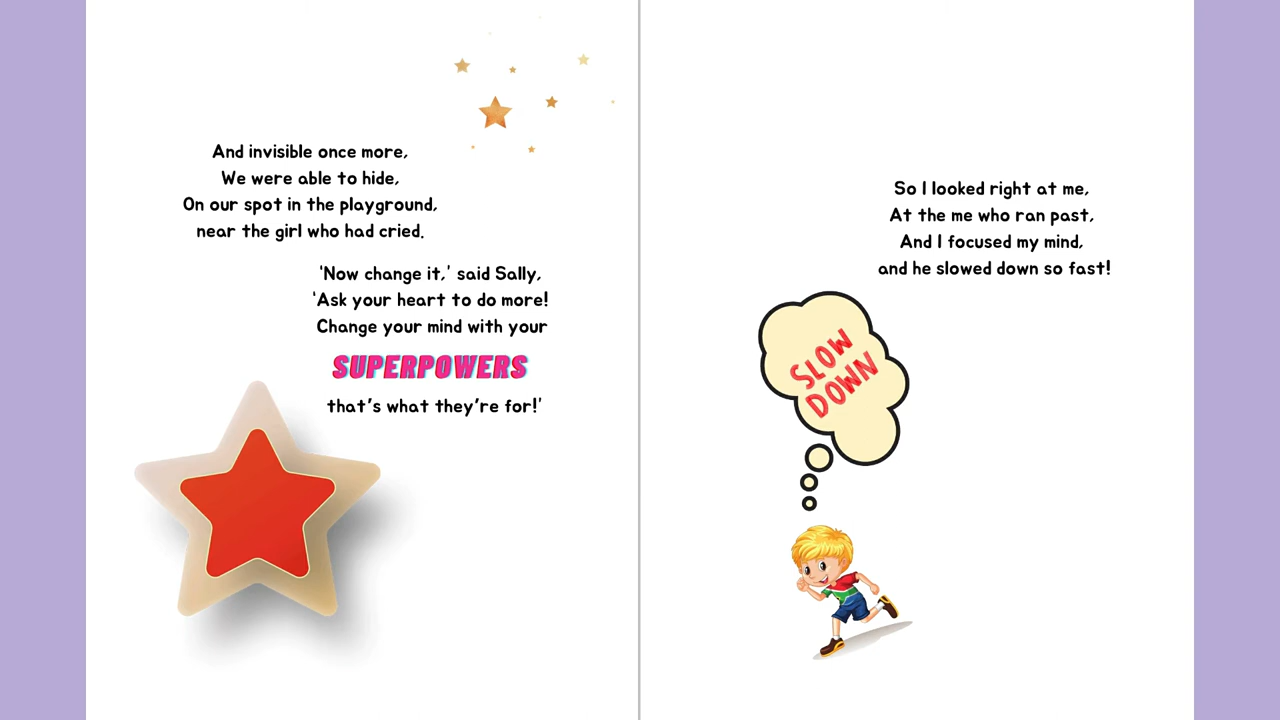 And invisible once more,
We were able to hide,
On our spot in the playground,
near the girl who had cried.
'Now change it,' said Sally,
'Ask your heart to do more!
Change your mind with your
SUPERPOWERS
that's what they're for!'
So I looked right at me,
At the me who ran past,
And I focused my mind,
and he slowed down so fast!
SLOW
DOWN